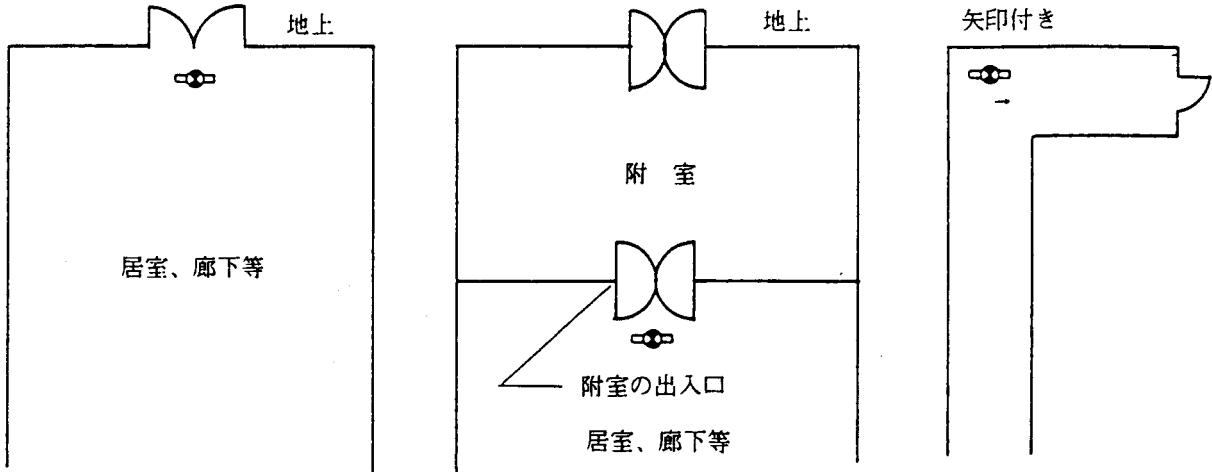 地上
居室、廊下等
地上
附 室
附室の出入口
居室、廊下等
矢印付き